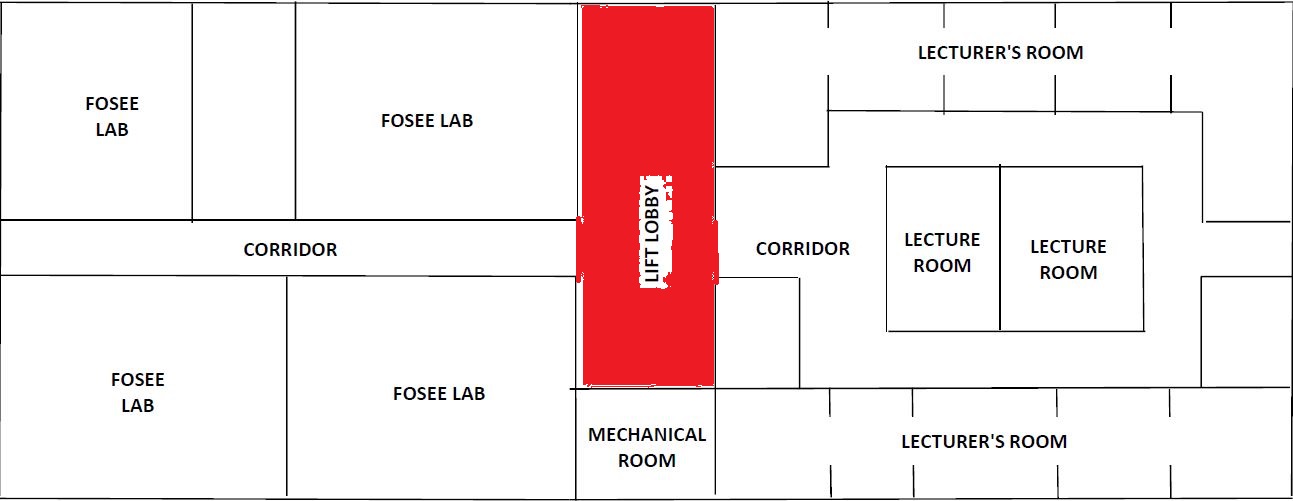 LECTURER'S ROOM
FOSEE
LAB
FOSEE LAB
LIFT LOBBY
CORRIDOR
CORRIDOR
LECTURE
ROOM
LECTURE
ROOM
FOSEE
LAB
FOSEE LAB
MECHANICAL
ROOM
LECTURER'S ROOM